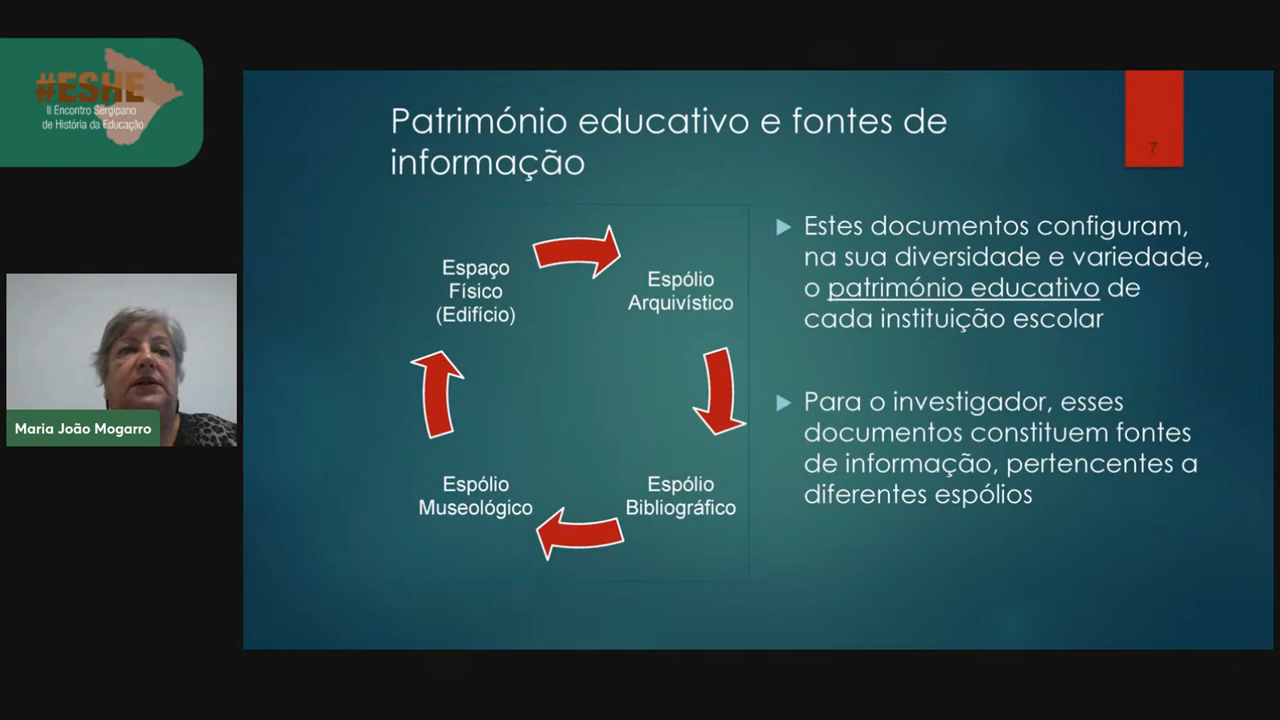 #ESHE
II Encontro Sergipano
de História da Educação
Maria João Mogarro
Património educativo e fontes de
informação
7
Espaço
Físico
(Edifício)
Espólio
Arquivístico
Espólio
Museológico
Espólio
Bibliográfico
Estes documentos configuram,
na sua diversidade e variedade,
o património educativo de
cada instituição escolar
Para o investigador, esses
documentos constituem fontes
de informação, pertencentes a
diferentes espólios